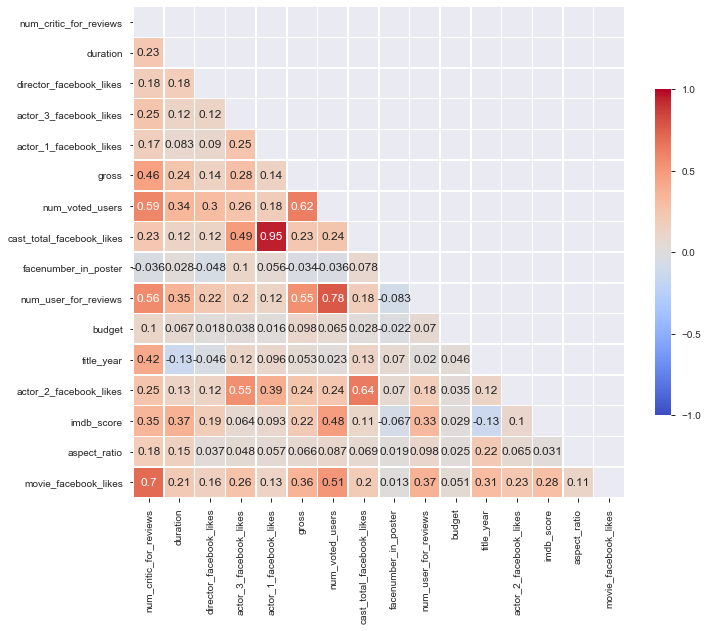 num_critic_for_reviews
duration 0.23
director_facebook_likes 0.18 0.18
actor_3_facebook_likes 0.25 0.12 0.12
actor_1_facebook_likes 0.17 0.083 0.09 0.25
gross 0.46 0.24 0.14 0.28 0.14
num_voted_users 0.59 0.34 0.3 0.26 0.18 0.62
cast_total_facebook_likes 0.23 0.12 0.12 0.49 0.95 0.23 0.24
facenumber_in_poster -0.036 0.028 -0.048 0.1 0.056 -0.034 -0.036 0.078
num_user_for_reviews 0.56 0.35 0.22 0.2 0.12 0.55 0.78 0.18 -0.083
budget 0.1 0.067 0.018 0.038 0.016 0.098 0.065 0.028 -0.022 0.07
title_year 0.42 -0.13 -0.046 0.12 0.096 0.053 0.023 0.13 0.07 0.02 0.046
actor_2_facebook_likes 0.25 0.13 0.12 0.55 0.39 0.24 0.24 0.64 0.07 0.18 0.035 0.12
imdb_score 0.35 0.37 0.19 0.064 0.093 0.22 0.48 0.11 -0.067 0.33 0.029 -0.13 0.1
aspect_ratio 0.18 0.15 0.037 0.048 0.057 0.066 0.087 0.069 0.019 0.098 0.025 0.22 0.065 0.031
movie_facebook_likes 0.7 0.21 0.16 0.26 0.13 0.36 0.51 0.2 0.013 0.37 0.051 0.31 0.23 0.28 0.11
num_critic_for_reviews
duration
director_facebook_likes
actor_3_facebook_likes
actor_1_facebook_likes
gross
num_voted_users
cast_total_facebook_likes
facenumber_in_poster
num_user_for_reviews
budget
title_year
actor_2_facebook_likes
imdb_score
aspect_ratio
movie_facebook_likes
1.0
0.5
0.0
−0.5
−1.0